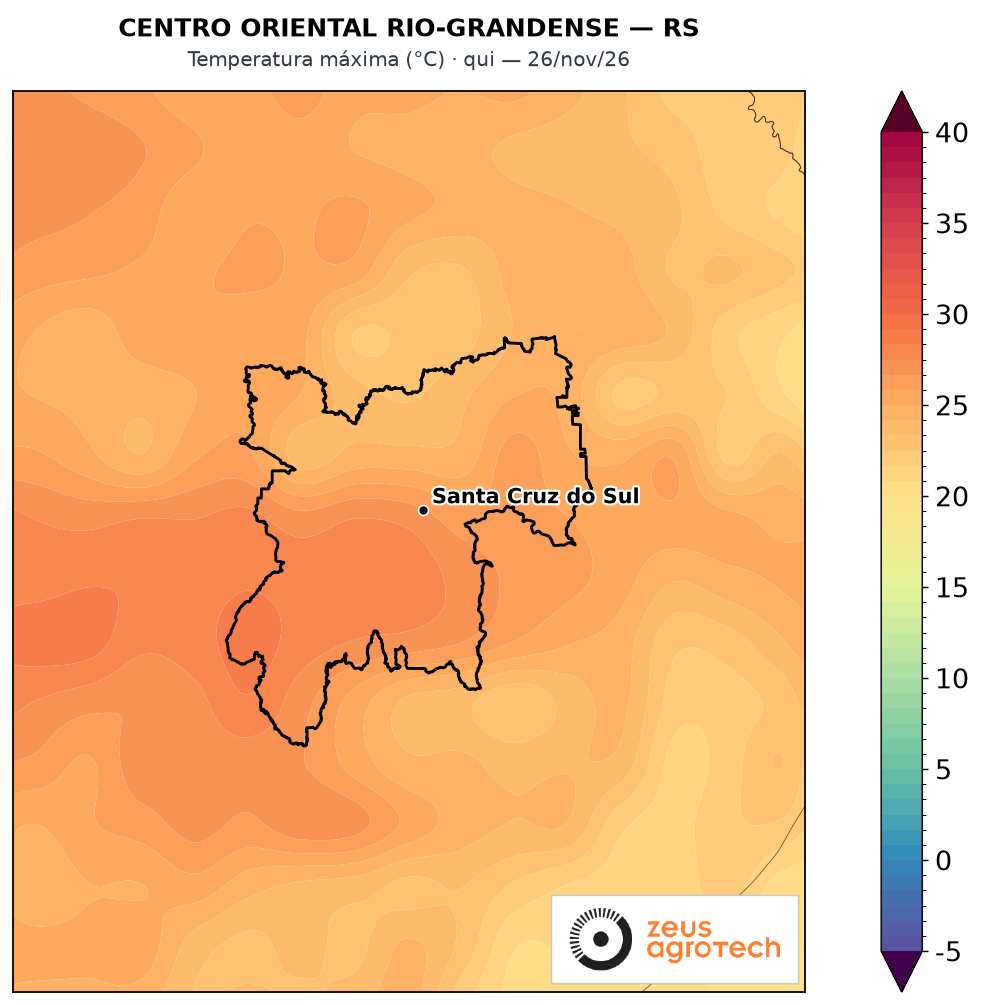 CENTRO ORIENTAL RIO-GRANDENSE — RS
Temperatura máxima (°C) · qui — 26/nov/26
40
35
30
25
20
15
10
5
0
-5
Santa Cruz do Sul
zeus
agrotech